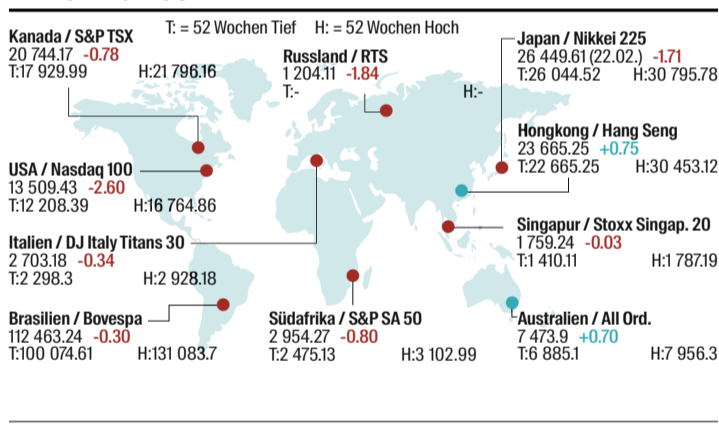 T: = 52 Wochen Tief H: = 52 Wochen Hoch
Kanada / S&P TSX
20 744.17 -0.78
T:17 929.99 H:21 796.16
Russland / RTS
1 204.11 -1.84
T:- H:-
Japan / Nikkei 225
26 449.61 (22.02.) -1.71
T:26 044.52 H:30 795.78
Hongkong / Hang Seng
23 665.25 +0.75
T:22 665.25 H:30 453.12
USA / Nasdaq 100
13 509.43 -2.60
T:12 208.39 H:16 764.86
Singapur / Stoxx Singap. 20
1 759.24 -0.03
T:1 410.11 H:1 787.19
Italien / DJ Italy Titans 30
2 703.18 -0.34
T:2 298.3 H:2 928.18
Brasilien / Bovespa
112 463.24 -0.30
T:100 074.61 H:131 083.7
Südafrika / S&P SA 50
2 954.27 -0.80
T:2 475.13 H:3 102.99
Australien / All Ord.
7 473.9 +0.70
T:6 885.1 H:7 956.3